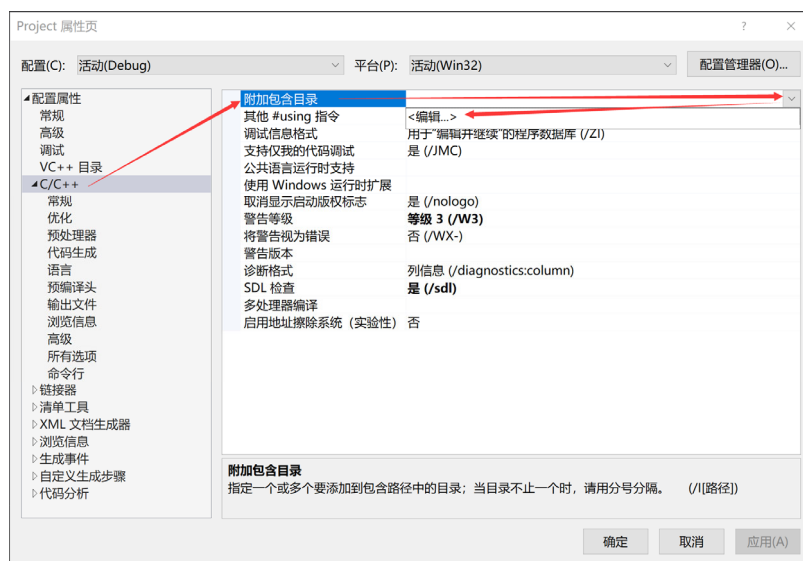 Project 属性页
? ×
配置(C): 活动(Debug) 平台(P): 活动(Win32) 配置管理器(O)...
配置属性
常规
高级
调试
VC++ 目录
C/C++
常规
优化
预处理器
代码生成
语言
预编译头
输出文件
浏览信息
高级
所有选项
命令行
链接器
清单工具
XML 文档生成器
浏览信息
生成事件
自定义生成步骤
代码分析
附加包含目录
其他 #using 指令 <编辑...>
调试信息格式 用于“编辑并继续”的程序数据库 (/ZI)
支持仅我的代码调试 是 (/JMC)
公共语言运行时支持
使用 Windows 运行时扩展
取消显示启动版权标志 是 (/nologo)
警告等级 等级 3 (/W3)
将警告视为错误 否 (/WX-)
警告版本
诊断格式 列信息 (/diagnostics:column)
SDL 检查 是 (/sdl)
多处理器编译
启用地址擦除系统（实验性） 否
附加包含目录
指定一个或多个要添加到包含路径中的目录；当目录不止一个时，请用分号分隔。 (/I[路径])
确定 取消 应用(A)